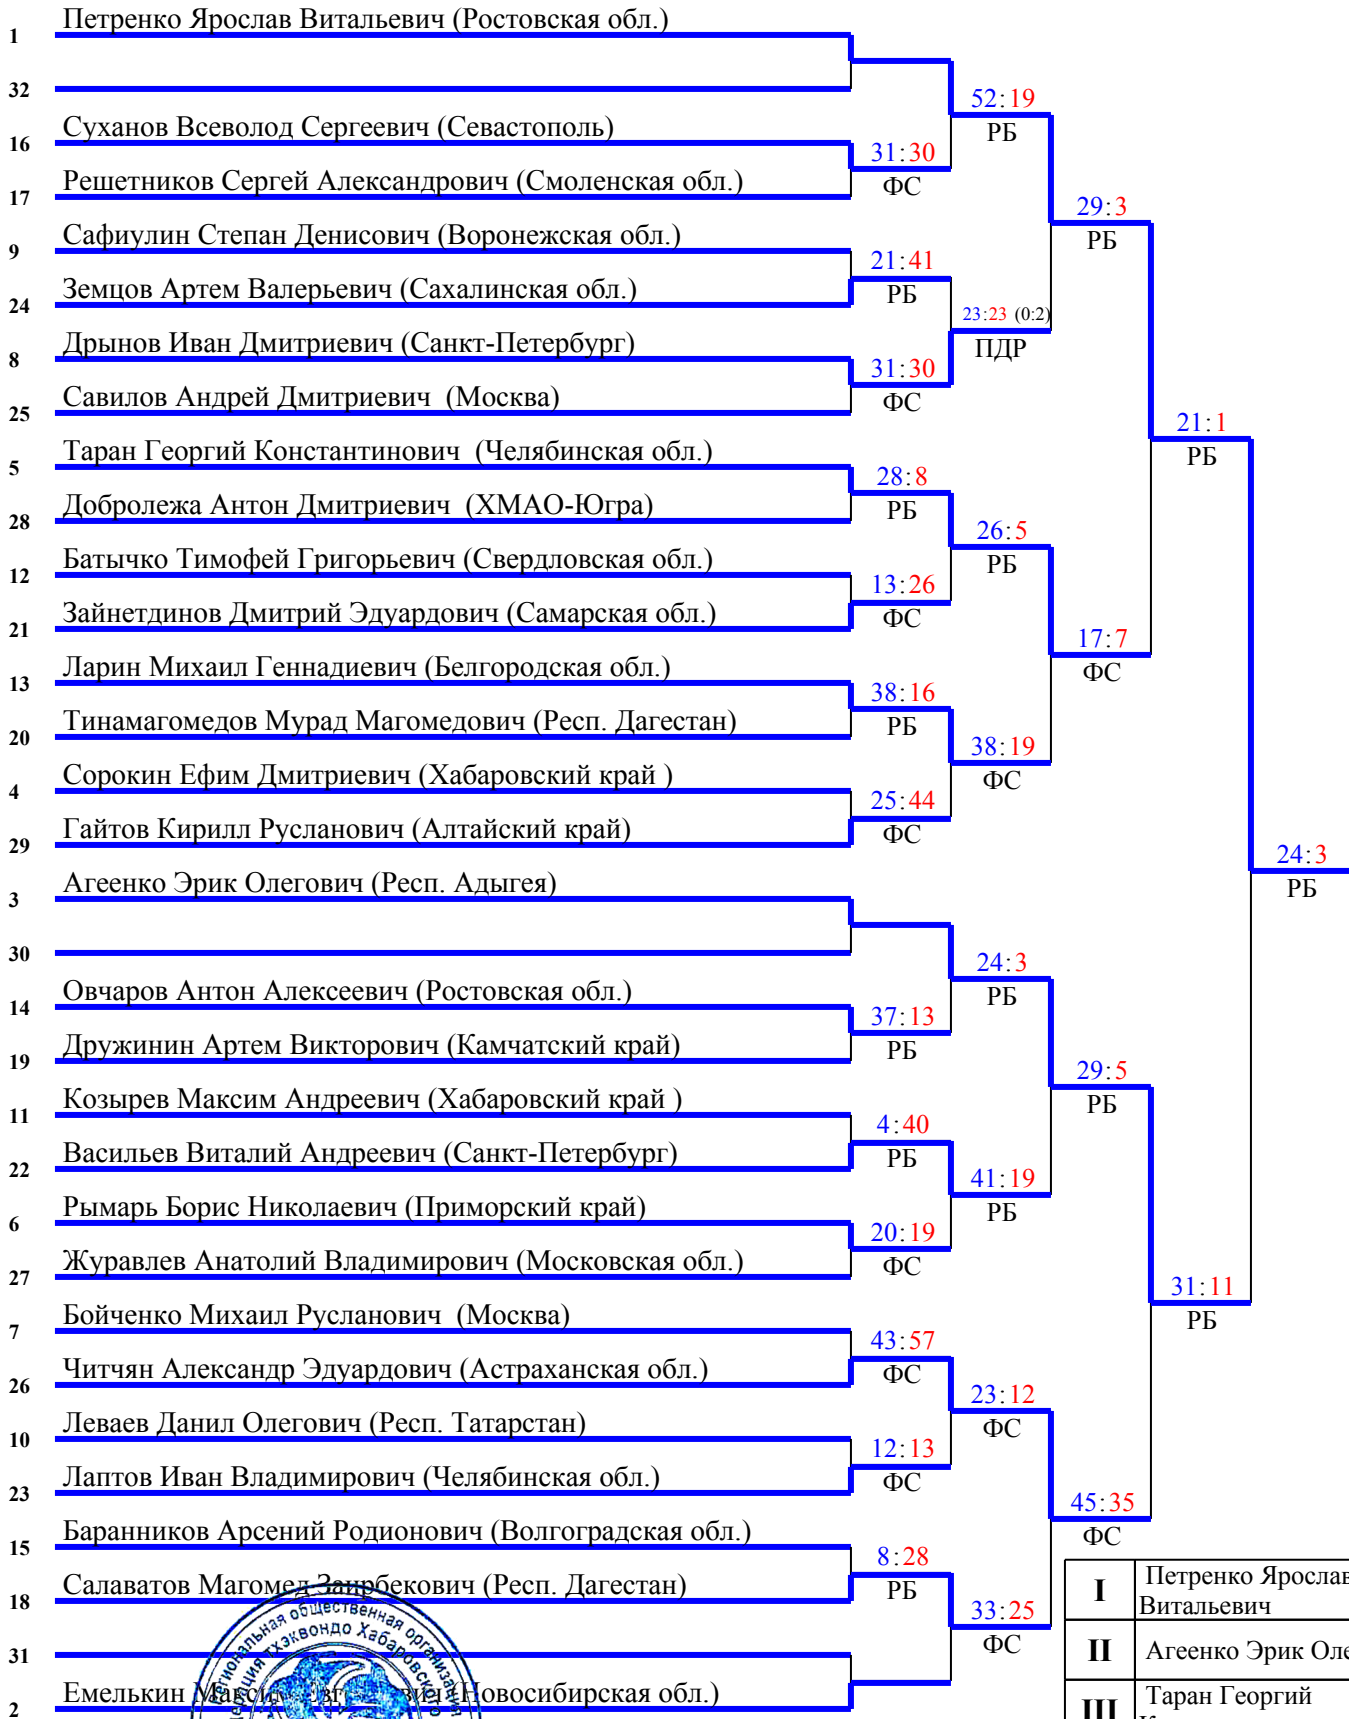 Петренко Ярослав Витальевич (Ростовская обл.)
1
32
52:19
РБ
Суханов Всеволод Сергеевич (Севастополь)
16
31:30
ФС
Решетников Сергей Александрович (Смоленская обл.)
17
29:3
РБ
Сафиулин Степан Денисович (Воронежская обл.)
9
21:41
РБ
Земцов Артем Валерьевич (Сахалинская обл.)
24
23:23 (0:2)
ПДР
Дрынов Иван Дмитриевич (Санкт-Петербург)
8
31:30
ФС
Савилов Андрей Дмитриевич (Москва)
25
21:1
РБ
Таран Георгий Константинович (Челябинская обл.)
5
28:8
РБ
Добролежа Антон Дмитриевич (ХМАО-Югра)
28
26:5
РБ
Батычко Тимофей Григорьевич (Свердловская обл.)
12
13:26
ФС
Зайнетдинов Дмитрий Эдуардович (Самарская обл.)
21
17:7
ФС
Ларин Михаил Геннадиевич (Белгородская обл.)
13
38:16
РБ
Тинамагомедов Мурад Магомедович (Респ. Дагестан)
20
38:19
ФС
Сорокин Ефим Дмитриевич (Хабаровский край )
4
25:44
ФС
Гайтов Кирилл Русланович (Алтайский край)
29
24:3
РБ
Агеенко Эрик Олегович (Респ. Адыгея)
3
30
24:3
РБ
Овчаров Антон Алексеевич (Ростовская обл.)
14
37:13
РБ
Дружинин Артем Викторович (Камчатский край)
19
29:5
РБ
Козырев Максим Андреевич (Хабаровский край )
11
4:40
РБ
Васильев Виталий Андреевич (Санкт-Петербург)
22
41:19
РБ
Рымарь Борис Николаевич (Приморский край)
6
20:19
ФС
Журавлев Анатолий Владимирович (Московская обл.)
27
31:11
РБ
Бойченко Михаил Русланович (Москва)
7
43:57
ФС
Читчян Александр Эдуардович (Астраханская обл.)
26
23:12
ФС
Леваев Данил Олегович (Респ. Татарстан)
10
12:13
ФС
Лаптов Иван Владимирович (Челябинская обл.)
23
45:35
ФС
Баранников Арсений Родионович (Волгоградская обл.)
15
8:28
РБ
Салаватов Магомед Заирбекович (Респ. Дагестан)
18
33:25
ФС
I Петренко Ярослав
Витальевич
31
II Агеенко Эрик Оле
Емелькин (Новосибирская обл.)
2
III Таран Георгий
общественная организация
тхэквондо Хабаровского